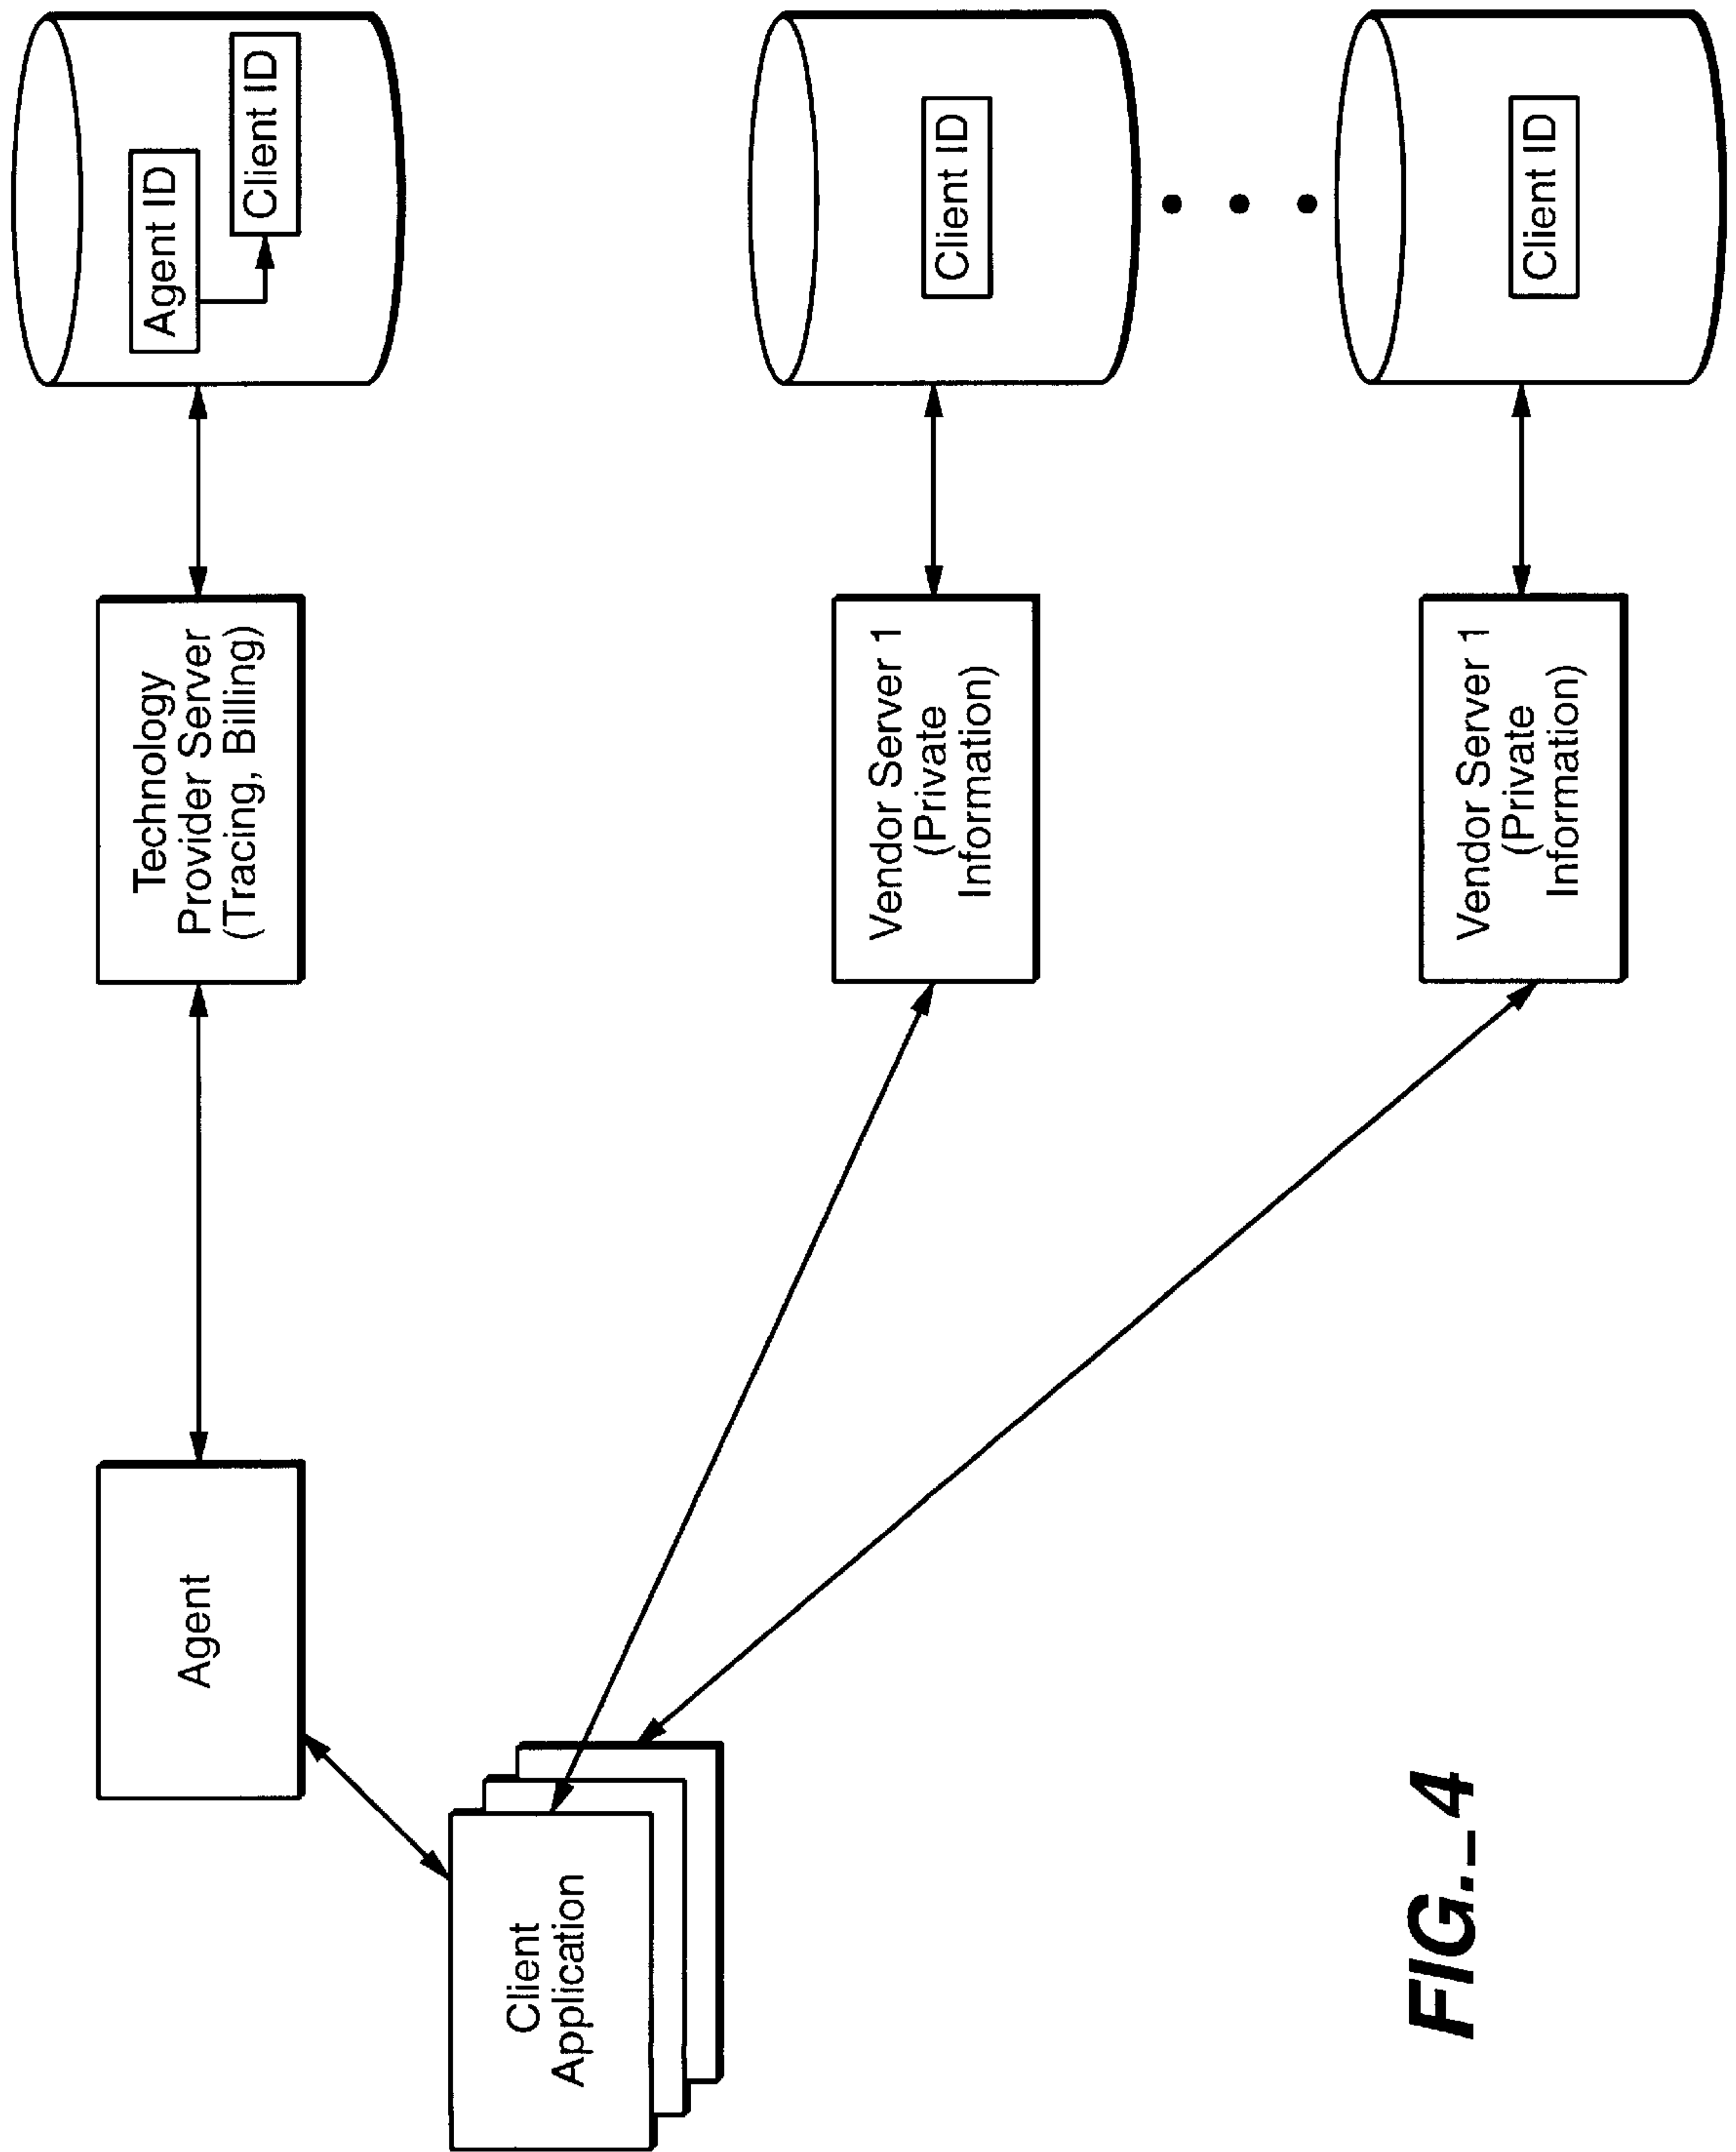 Agent ID
Client ID
Technology
Provider Server
(Tracing, Billing)
Agent
Client
Application
Client ID
Vendor Server 1
(Private
Information)
Client ID
Vendor Server 1
(Private
Information)
FIG._4